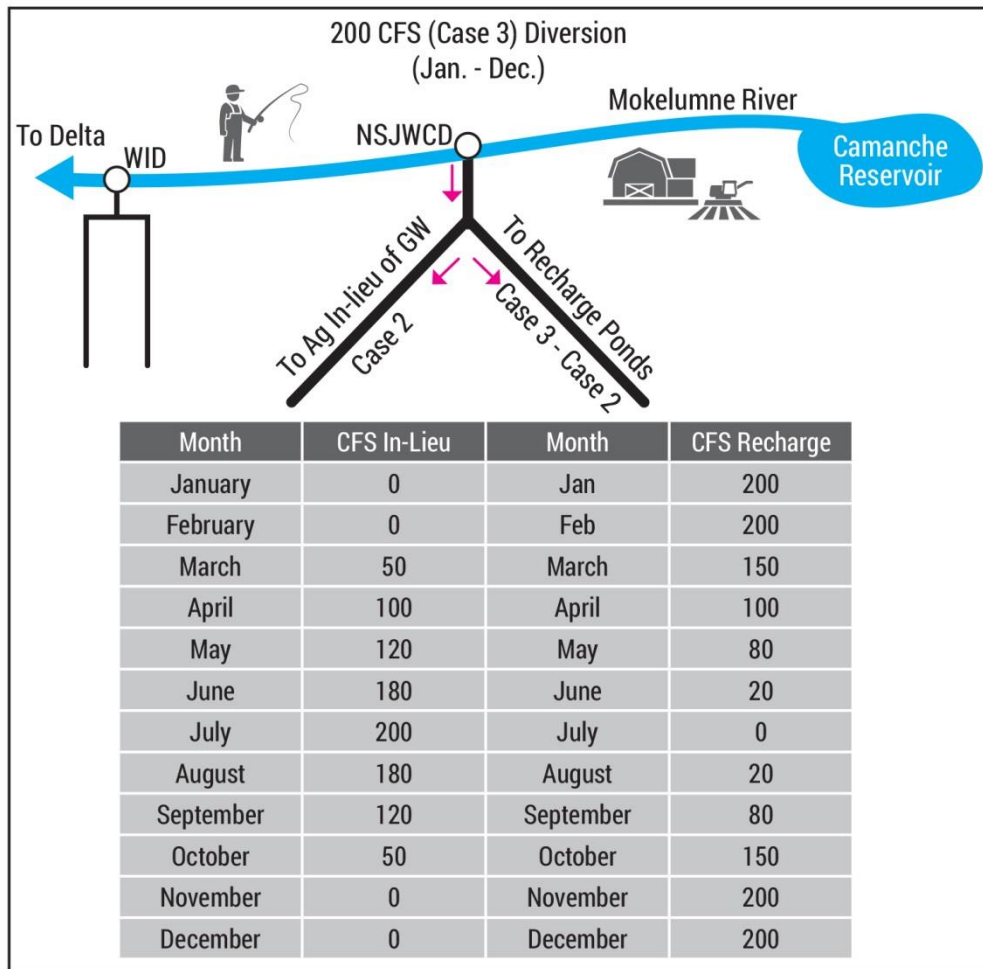 200 CFS (Case 3) Diversion
(Jan. - Dec.)
Mokelumne River
To Delta
WID
NSJWCD
Camanche
Reservoir
To Ag In-lieu of GW
Case 2
To Recharge Ponds
Case 3 - Case 2
Month CFS In-Lieu Month CFS Recharge
January 0 Jan 200
February 0 Feb 200
March 50 March 150
April 100 April 100
May 120 May 80
June 180 June 20
July 200 July 0
August 180 August 20
September 120 September 80
October 50 October 150
November 0 November 200
December 0 December 200